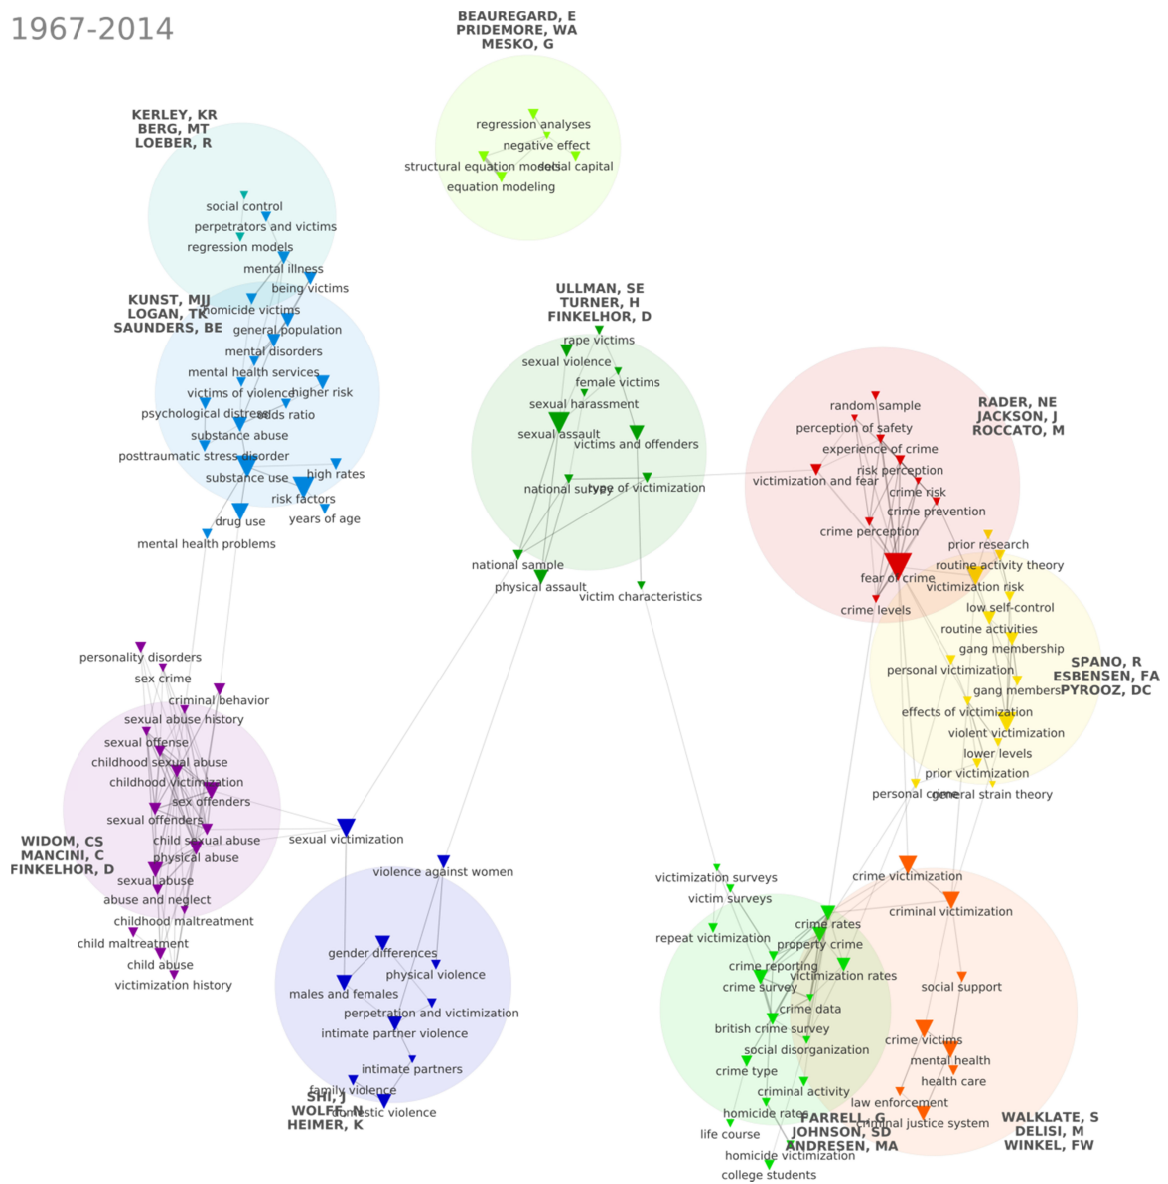 1967-2014
BEAUREGARD, E
PRIDEMORE, WA
MESKO, G
regression analyses
negative effect
structural equation models
social capital
equation modeling
KERLEY, KR
BERG, MT
LOEBER, R
social control
perpetrators and victims
regression models
mental illness
being victims
KUNST, MJJ
LOGAN, TK
SAUNDERS, BE
homicide victims
general population
mental disorders
mental health services
victims of violence
higher risk
psychological distress
odds ratio
substance abuse
posttraumatic stress disorder
substance use
high rates
risk factors
drug use
years of age
mental health problems
ULLMAN, SE
TURNER, H
FINKELHOR, D
rape victims
sexual violence
female victims
sexual harassment
sexual assault
victims and offenders
national survey
type of victimization
national sample
physical assault
victim characteristics
RADER, NE
JACKSON, J
ROCCATO, M
random sample
perception of safety
experience of crime
risk perception
victimization and fear
crime risk
crime prevention
crime perception
fear of crime
crime levels
prior research
routine activity theory
victimization risk
low self-control
routine activities
gang membership
personal victimization
SPANO, R
ESBENSEN, FA
PYROOZ, DC
gang members
effects of victimization
violent victimization
lower levels
prior victimization
personal crime
general strain theory
personality disorders
sex crime
criminal behavior
sexual abuse history
sexual offense
childhood sexual abuse
childhood victimization
sex offenders
sexual offenders
child sexual abuse
physical abuse
WIDOM, CS
MANCINI, C
FINKELHOR, D
sexual abuse
abuse and neglect
childhood maltreatment
child maltreatment
child abuse
victimization history
sexual victimization
violence against women
gender differences
physical violence
males and females
perpetration and victimization
intimate partner violence
intimate partners
family violence
domestic violence
SHI, J
WOLFF, N
HEIMER, K
victimization surveys
victim surveys
crime rates
repeat victimization
property crime
crime reporting
victimization rates
crime survey
crime data
british crime survey
social disorganization
crime type
criminal activity
homicide rates
life course
homicide victimization
college students
FARRELL, G
JOHNSON, SD
ANDRESEN, MA
crime victimization
criminal victimization
social support
crime victims
mental health
health care
law enforcement
criminal justice system
WALKLATE, S
DELISI, M
WINKEL, FW